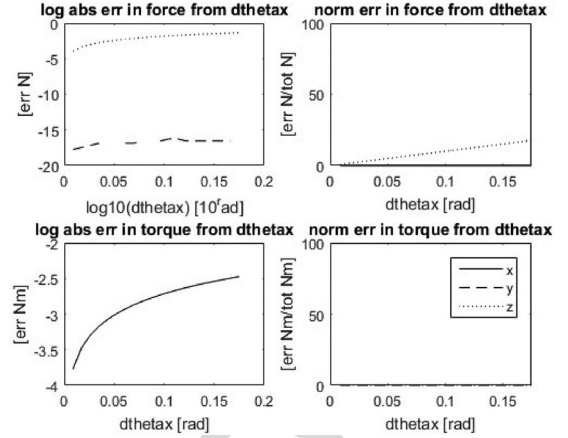 log abs err in force from dthetax
[err N]
0
-5
-10
-15
-20
0 0.05 0.1 0.15 0.2
log10(dthetax) [10^rad]
norm err in force from dthetax
[err N/tot N]
100
50
0
0 0.05 0.1 0.15
dthetax [rad]
log abs err in torque from dthetax
[err Nm]
-2
-2.5
-3
-3.5
-4
0 0.05 0.1 0.15 0.2
dthetax [rad]
norm err in torque from dthetax
[err Nm/tot Nm]
100
50
0
x
y
z
0 0.05 0.1 0.15
dthetax [rad]